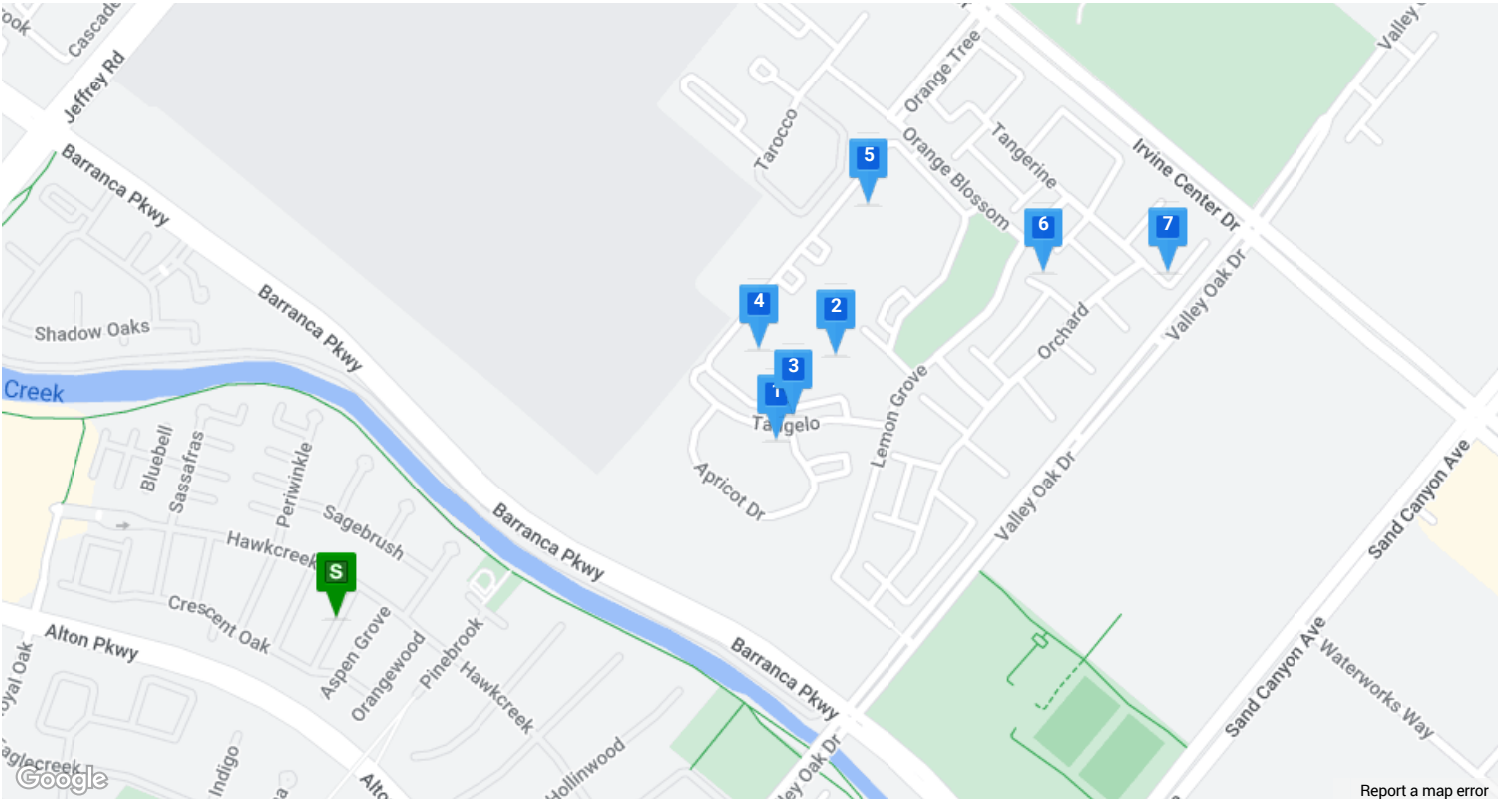 Cascade
Jeffrey Rd
Barranca Pkwy
Shadow Oaks
Barranca Pkwy
Creek
Bluebell
Sassafras
Periwinkle
Sagebrush
Hawkcreek
S
Crescent Oak
Alton Pkwy
Aspen Grove
Orangewood
Pinebrook
Hawkcreek
Hollinwood
Indigo
Google
Barranca Pkwy
Barranca Pkwy
Valley Oak Dr
Tarocco
Orange Tree
Orange Blossom
Tangerine
Irvine Center Dr
Valley
5
6
7
4
2
3
1
Tangelo
Apricot Dr
Lemon Grove
Orchard
Valley Oak Dr
Valley Oak Dr
Sand Canyon Ave
Sand Canyon Ave
Waterworks Way
Report a map error